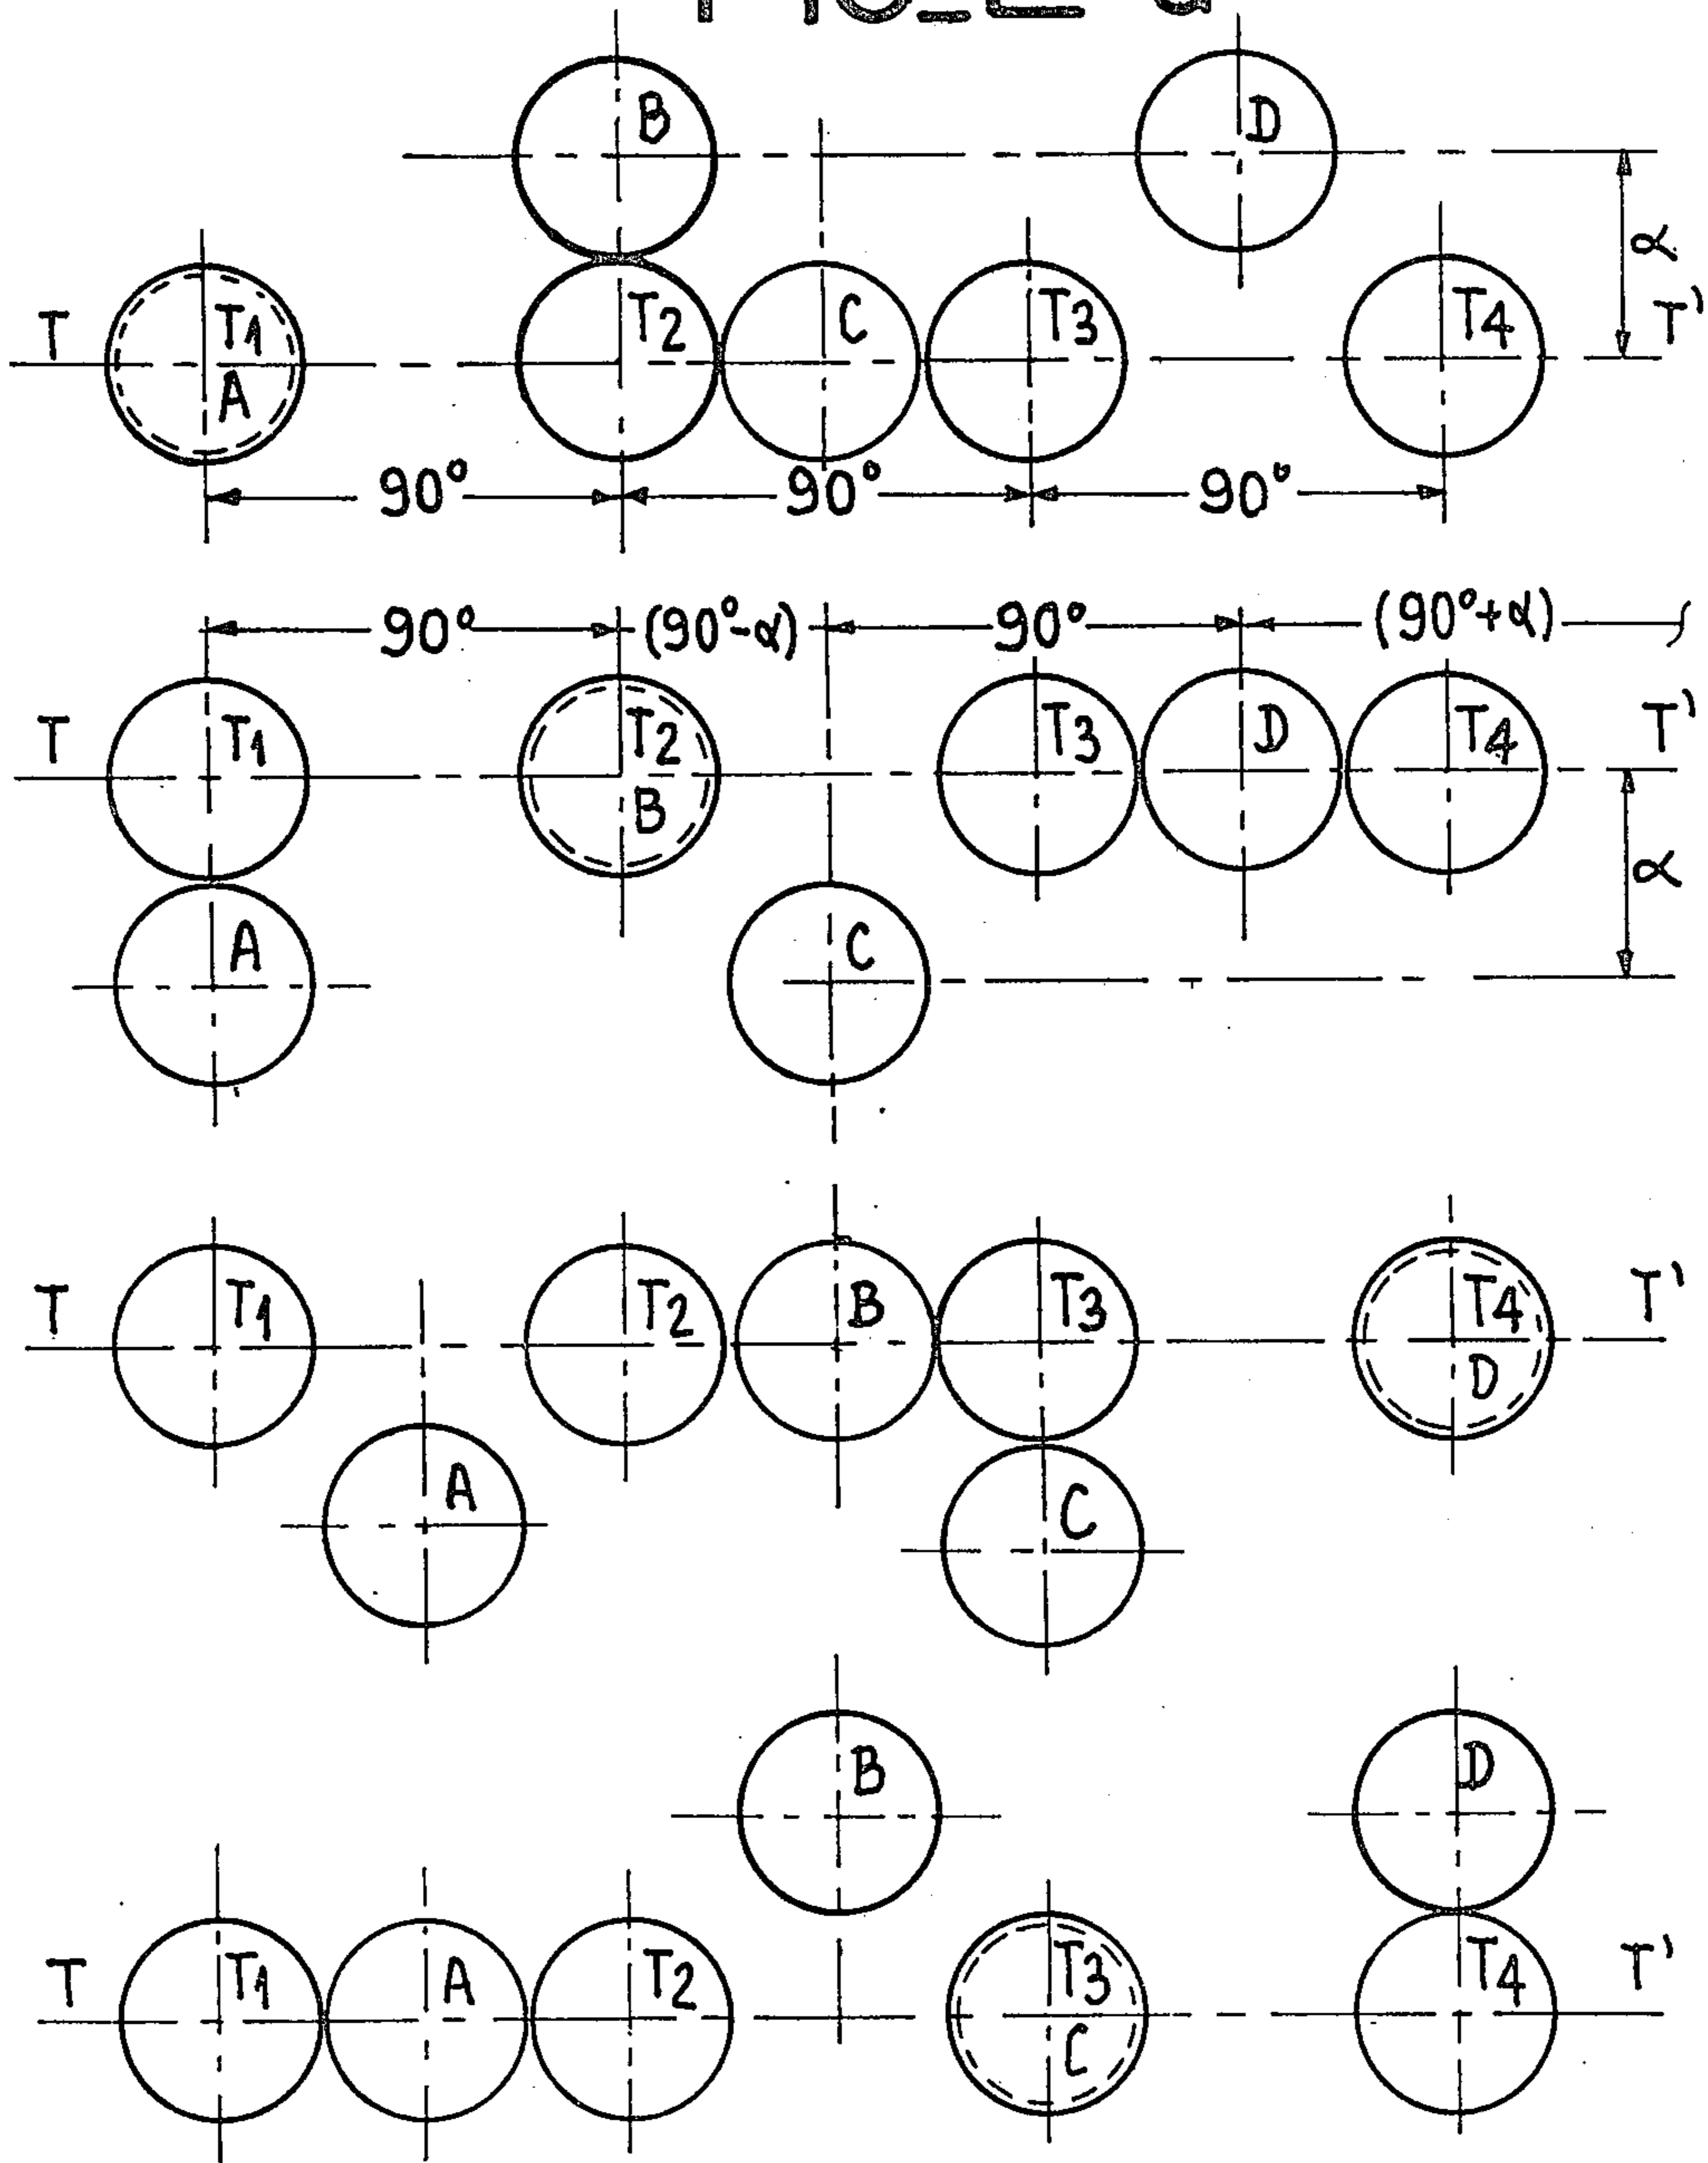 B D
α
T T1 T2 C T3 T4 T'
A
90° 90° 90°
90° (90°-α) 90° (90°+α)
T T1 T2 T3 D T4 T'
B
α
A C
T T1 T2 B T3 T4 T'
D
A C
B D
T T1 A T2 T3 T4 T'
C